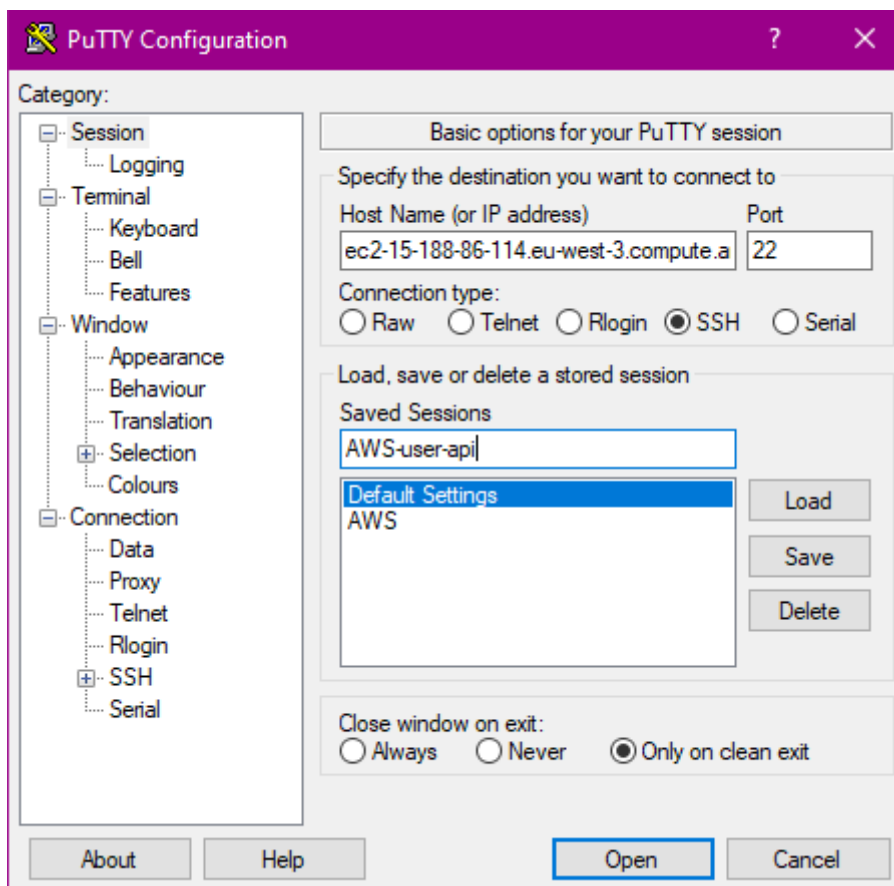 PuTTY Configuration
?
Category:
Session
Logging
Terminal
Keyboard
Bell
Features
Window
Appearance
Behaviour
Translation
Selection
Colours
Connection
Data
Proxy
Telnet
Rlogin
SSH
Serial
Basic options for your PuTTY session
Specify the destination you want to connect to
Host Name (or IP address) Port
ec2-15-188-86-114.eu-west-3.compute.a 22
Connection type:
Raw Telnet Rlogin SSH Serial
Load, save or delete a stored session
Saved Sessions
AWS-user-api
Default Settings
AWS
Load
Save
Delete
Close window on exit:
Always Never Only on clean exit
About Help Open Cancel